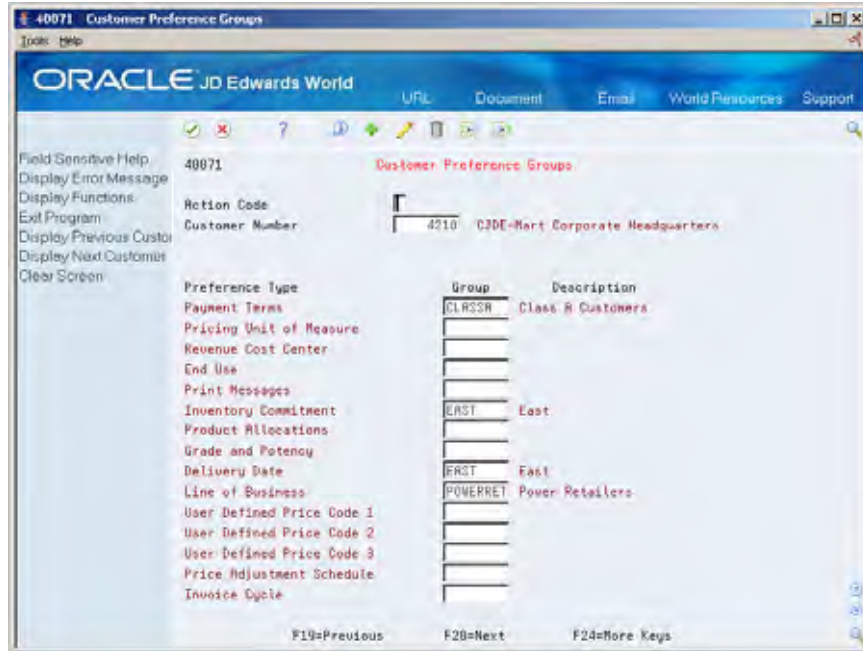 40071 Customer Preference Groups
Tools Help
ORACLE JD Edwards World
URL Document Email World Resources Support
Field Sensitive Help
Display Error Message
Display Functions
Exit Program
Display Previous Custo
Display Next Customer
Clear Screen
40071 Customer Preference Groups
Action Code
Customer Number 4210 CJDE-Mart Corporate Headquarters
Preference Type Group Description
Payment Terms CLASSA Class A Customers
Pricing Unit of Measure
Revenue Cost Center
End Use
Print Messages
Inventory Commitment EAST East
Product Allocations
Grade and Potency
Delivery Date EAST East
Line of Business POWERRET Power Retailers
User Defined Price Code 1
User Defined Price Code 2
User Defined Price Code 3
Price Adjustment Schedule
Invoice Cycle
F19=Previous F20=Next F24=More Keys